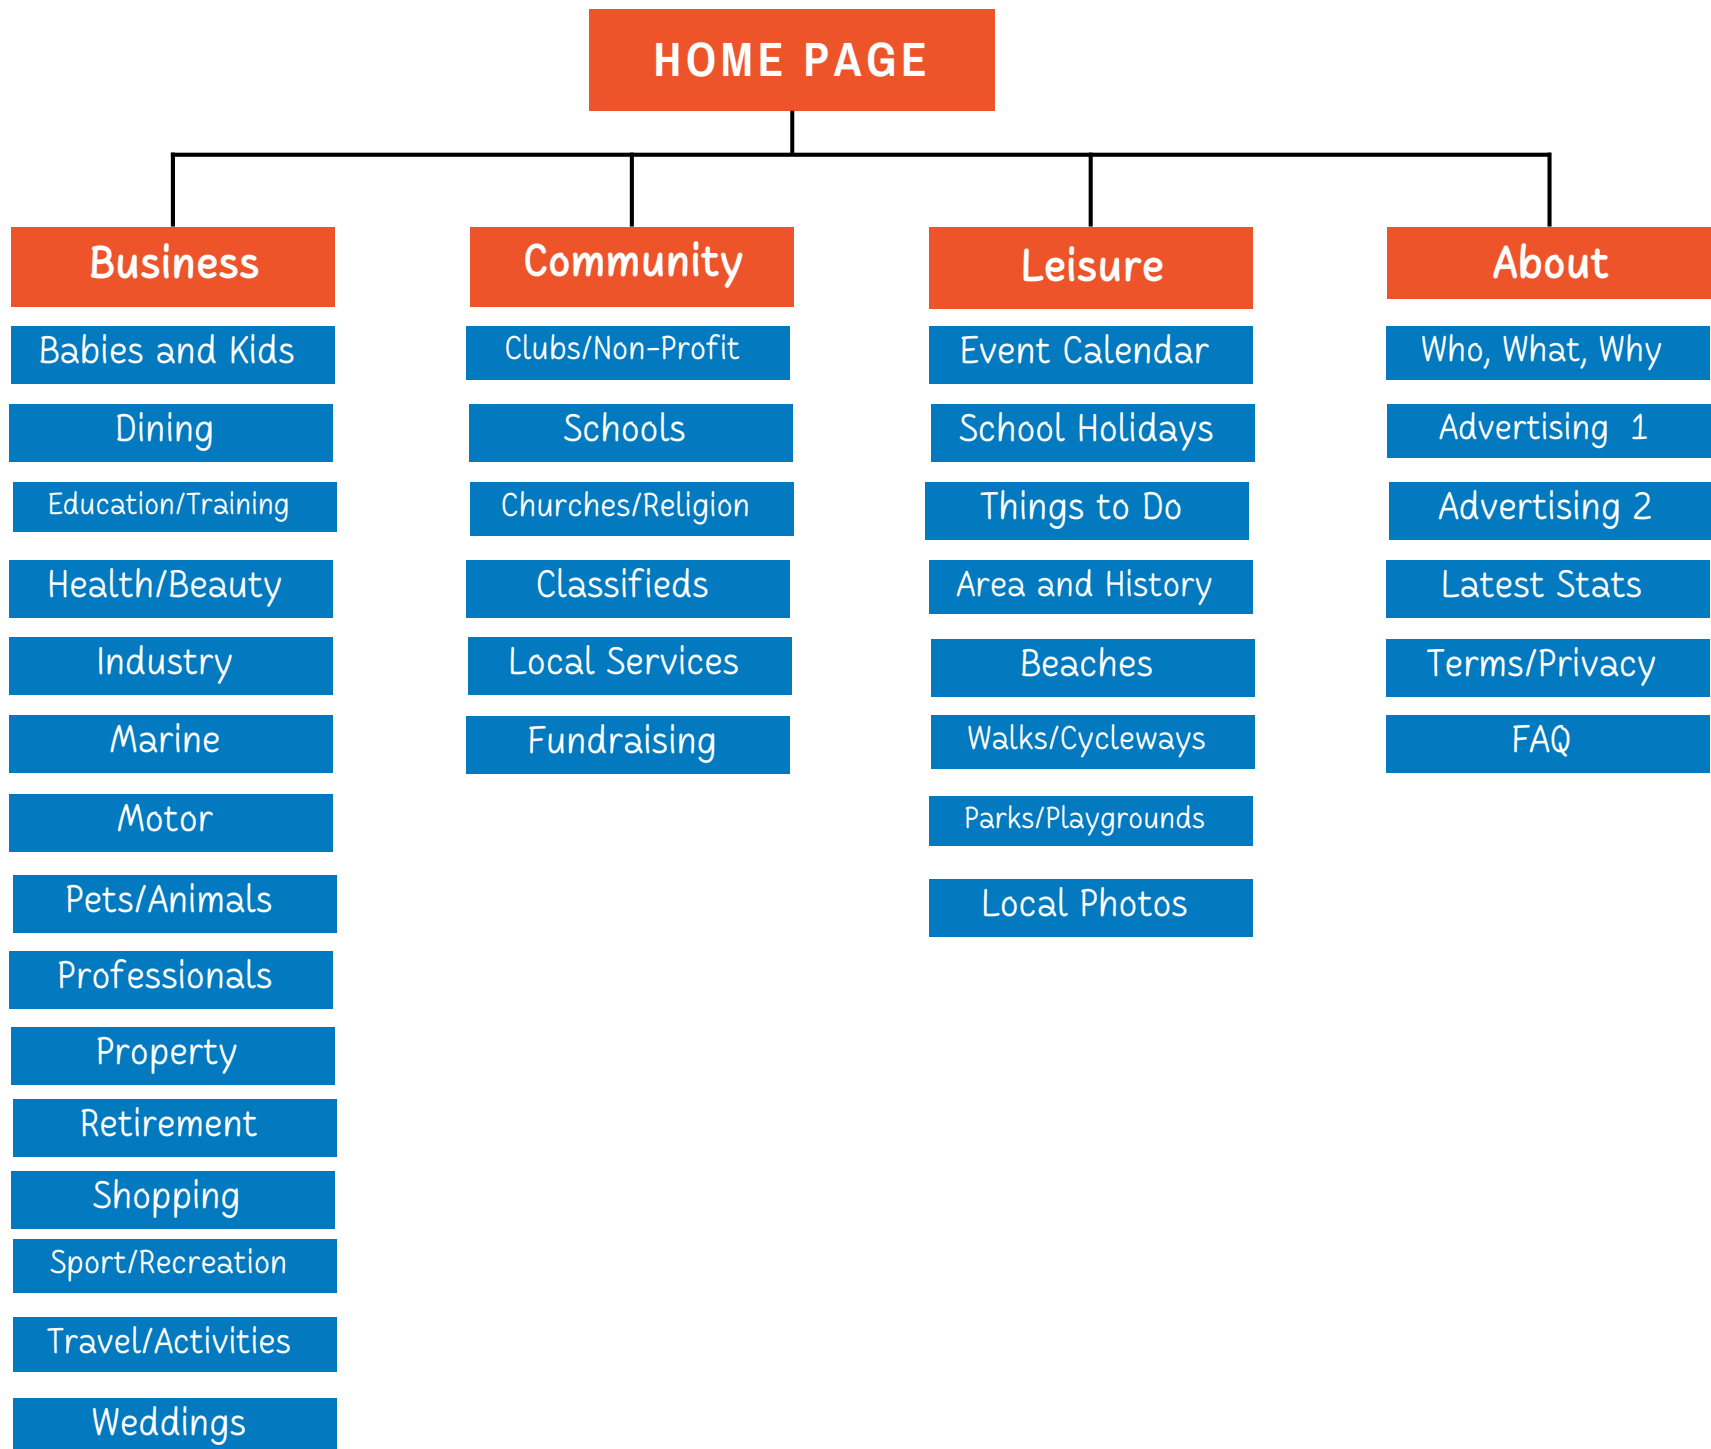 HOME PAGE
Business
Babies and Kids
Dining
Education/Training
Health/Beauty
Industry
Marine
Motor
Pets/Animals
Professionals
Property
Retirement
Shopping
Sport/Recreation
Travel/Activities
Weddings
Community
Clubs/Non-Profit
Schools
Churches/Religion
Classifieds
Local Services
Fundraising
Leisure
Event Calendar
School Holidays
Things to Do
Area and History
Beaches
Walks/Cycleways
Parks/Playgrounds
Local Photos
About
Who, What, Why
Advertising 1
Advertising 2
Latest Stats
Terms/Privacy
FAQ